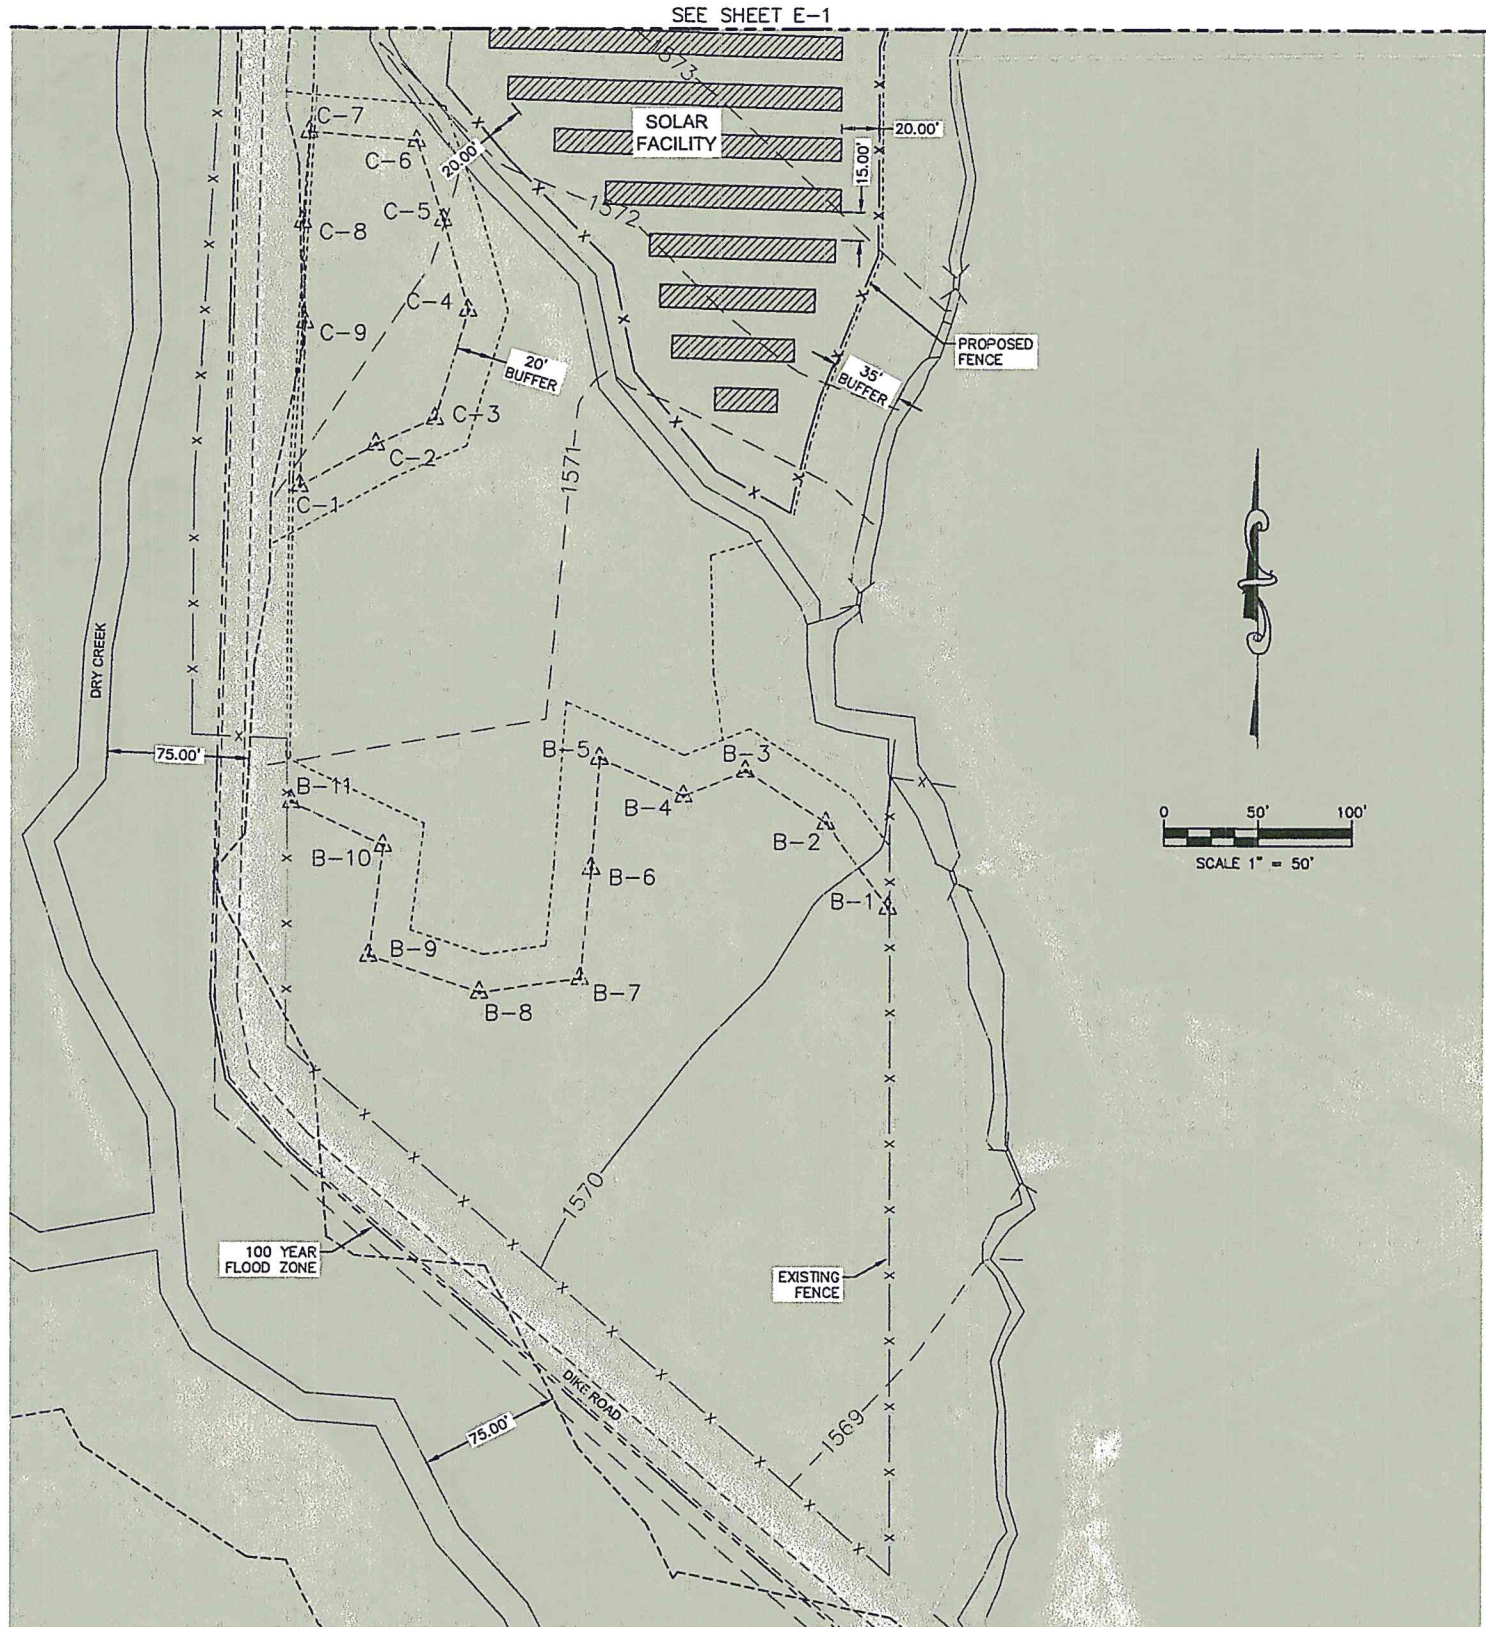 SEE SHEET E-1
1573
SOLAR
FACILITY
20.00'
15.00'
C-7
C-6
20.00'
C-5
1572
C-8
C-4
C-9
PROPOSED
FENCE
20'
BUFFER
35'
BUFFER
C-3
C-2
C-1
1571
DRY CREEK
75.00'
B-5
B-3
B-11
B-4
B-2
0 50' 100'
SCALE 1" = 50'
B-10
B-6
B-1
B-9
B-7
B-8
1570
100 YEAR
FLOOD ZONE
EXISTING
FENCE
DIKE ROAD
75.00'
1569